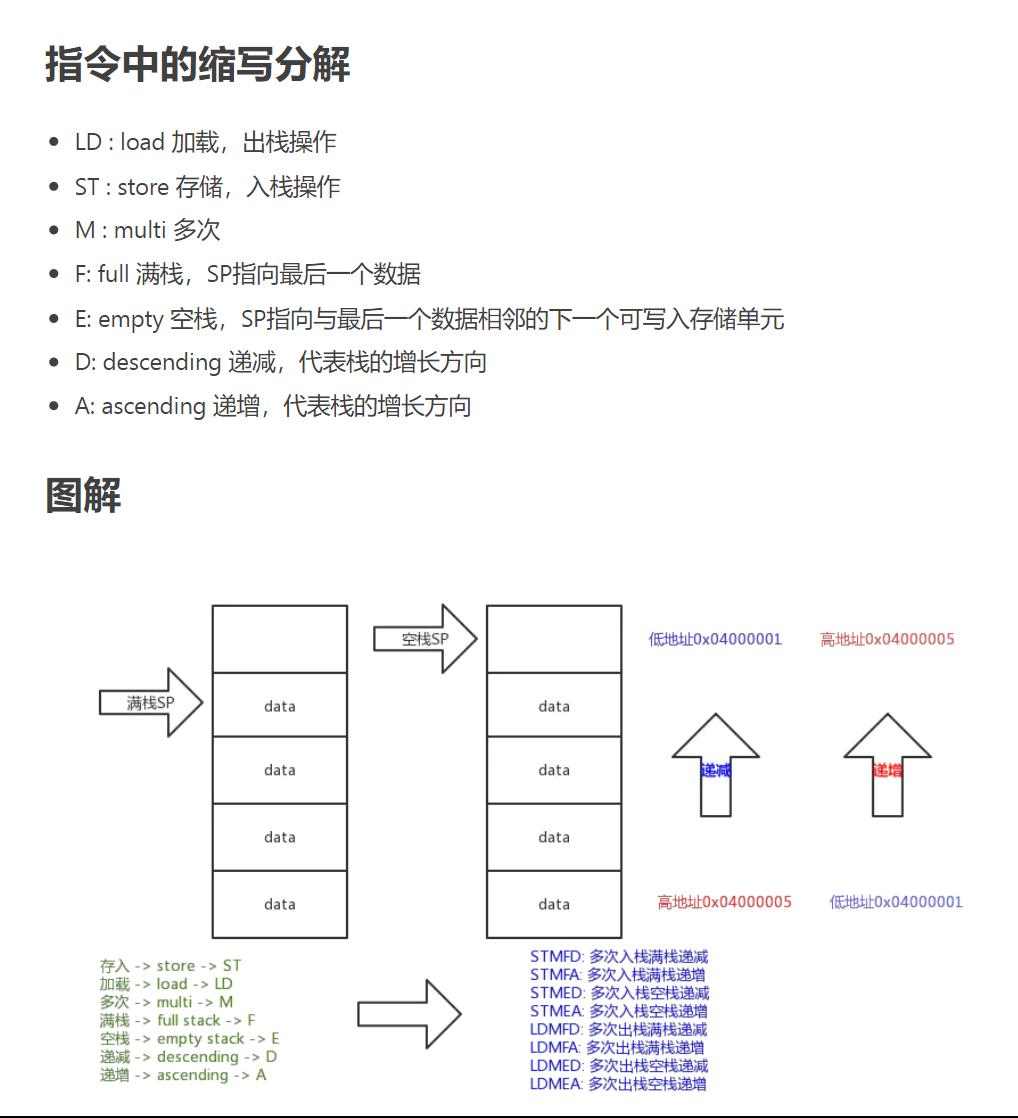 指令中的缩写分解
LD : load 加载，出栈操作
ST : store 存储，入栈操作
M : multi 多次
F: full 满栈，SP指向最后一个数据
E: empty 空栈，SP指向与最后一个数据相邻的下一个可写入存储单元
D: descending 递减，代表栈的增长方向
A: ascending 递增，代表栈的增长方向
图解
满栈SP
data
data
data
data
空栈SP
data
data
data
data
低地址0x04000001
高地址0x04000005
递减
递增
高地址0x04000005
低地址0x04000001
存入 -> store -> ST
加载 -> load -> LD
多次 -> multi -> M
满栈 -> full stack -> F
空栈 -> empty stack -> E
递减 -> descending -> D
递增 -> ascending -> A
STMFD: 多次入栈满栈递减
STMFA: 多次入栈满栈递增
STMED: 多次入栈空栈递减
STMEA: 多次入栈空栈递增
LDMFD: 多次出栈满栈递减
LDMFA: 多次出栈满栈递增
LDMED: 多次出栈空栈递减
LDMEA: 多次出栈空栈递增